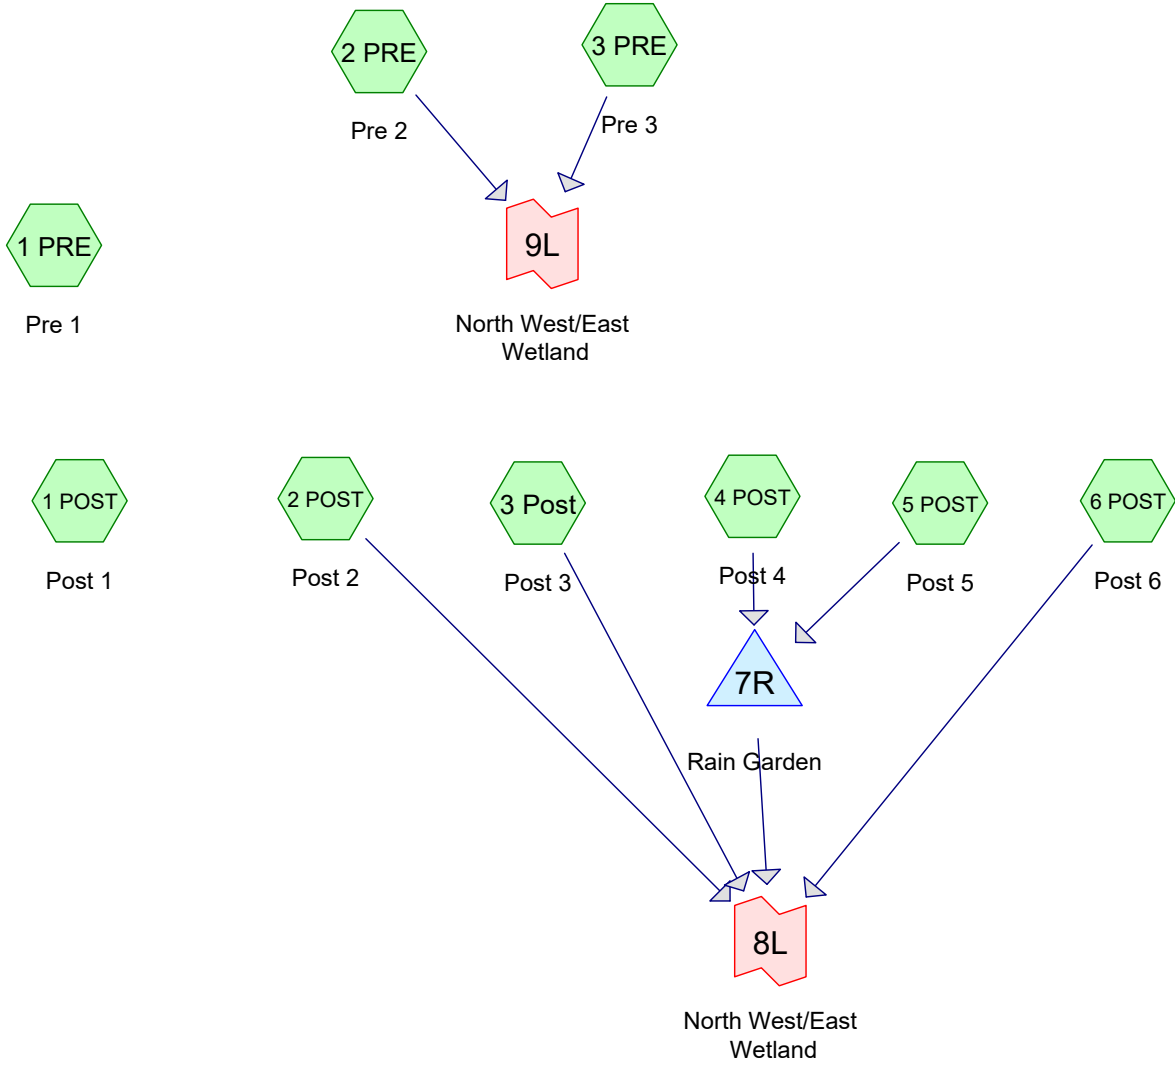 2 PRE
3 PRE
Pre 2
Pre 3
1 PRE
9L
Pre 1
North West/East
Wetland
1 POST
2 POST
3 Post
4 POST
5 POST
6 POST
Post 1
Post 2
Post 3
Post 4
Post 5
Post 6
7R
Rain Garden
8L
North West/East
Wetland